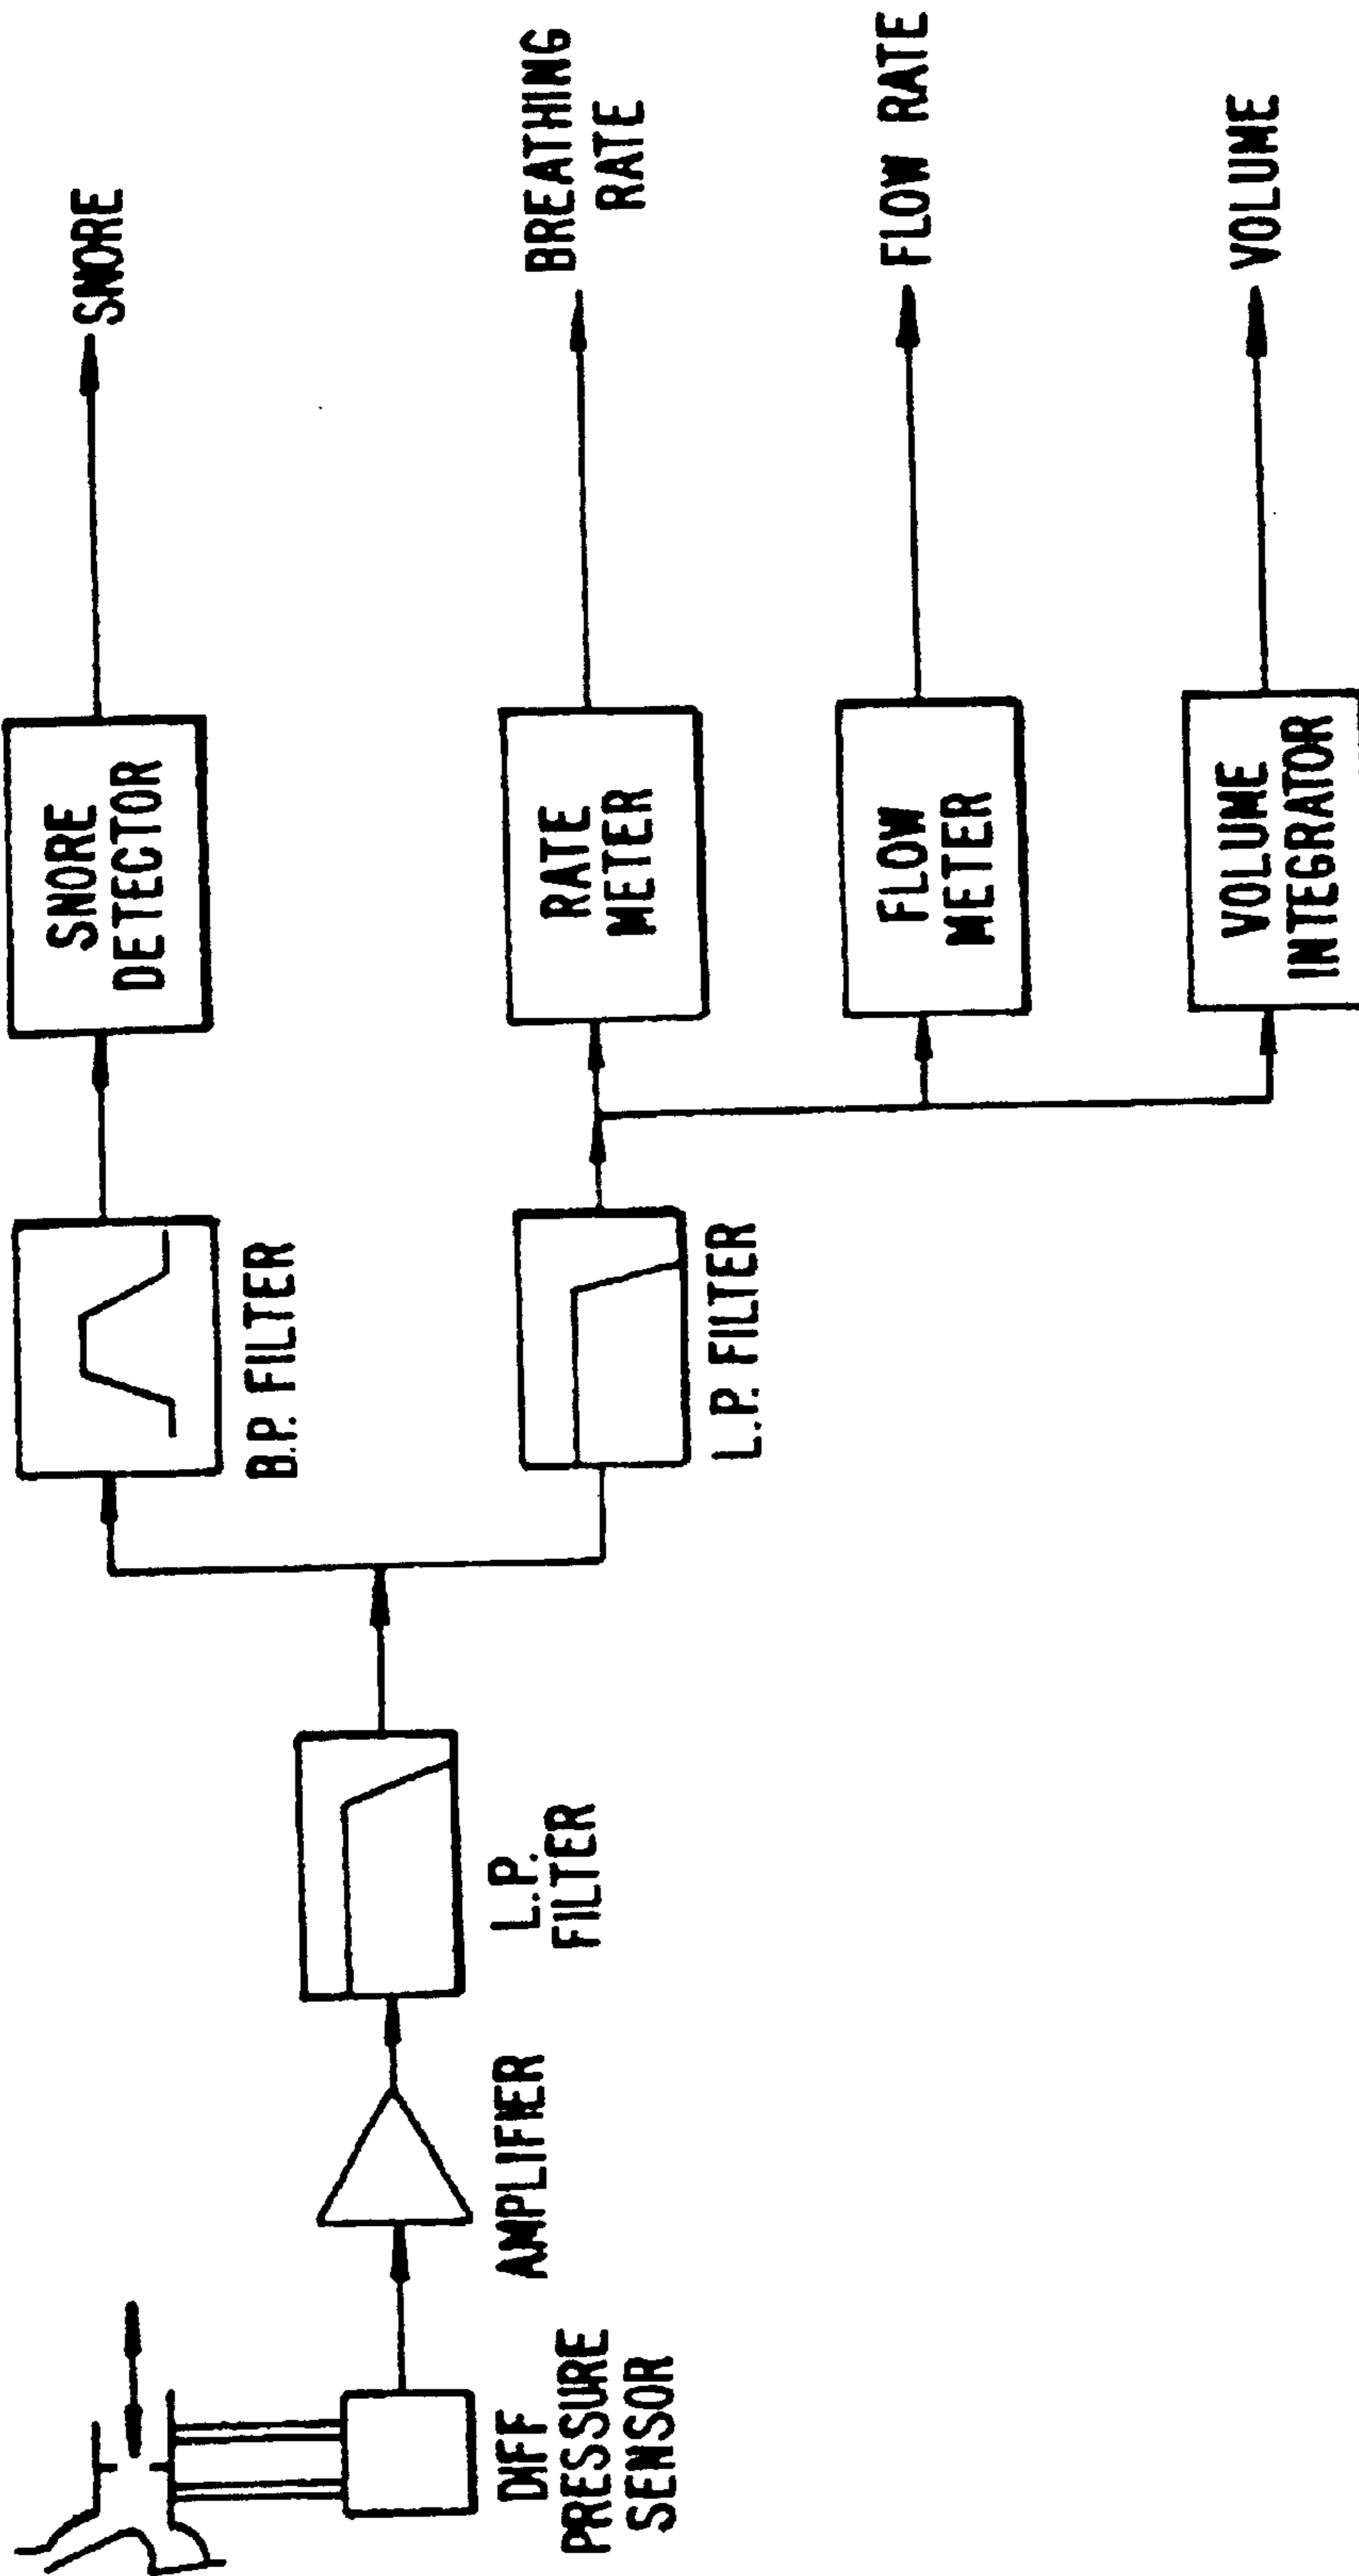 DIFF
PRESSURE
SENSOR
AMPLIFIER
L.P.
FILTER
B.P. FILTER
L.P. FILTER
SNORE
DETECTOR
RATE
METER
FLOW
METER
VOLUME
INTEGRATOR
SNORE
BREATHING
RATE
FLOW RATE
VOLUME